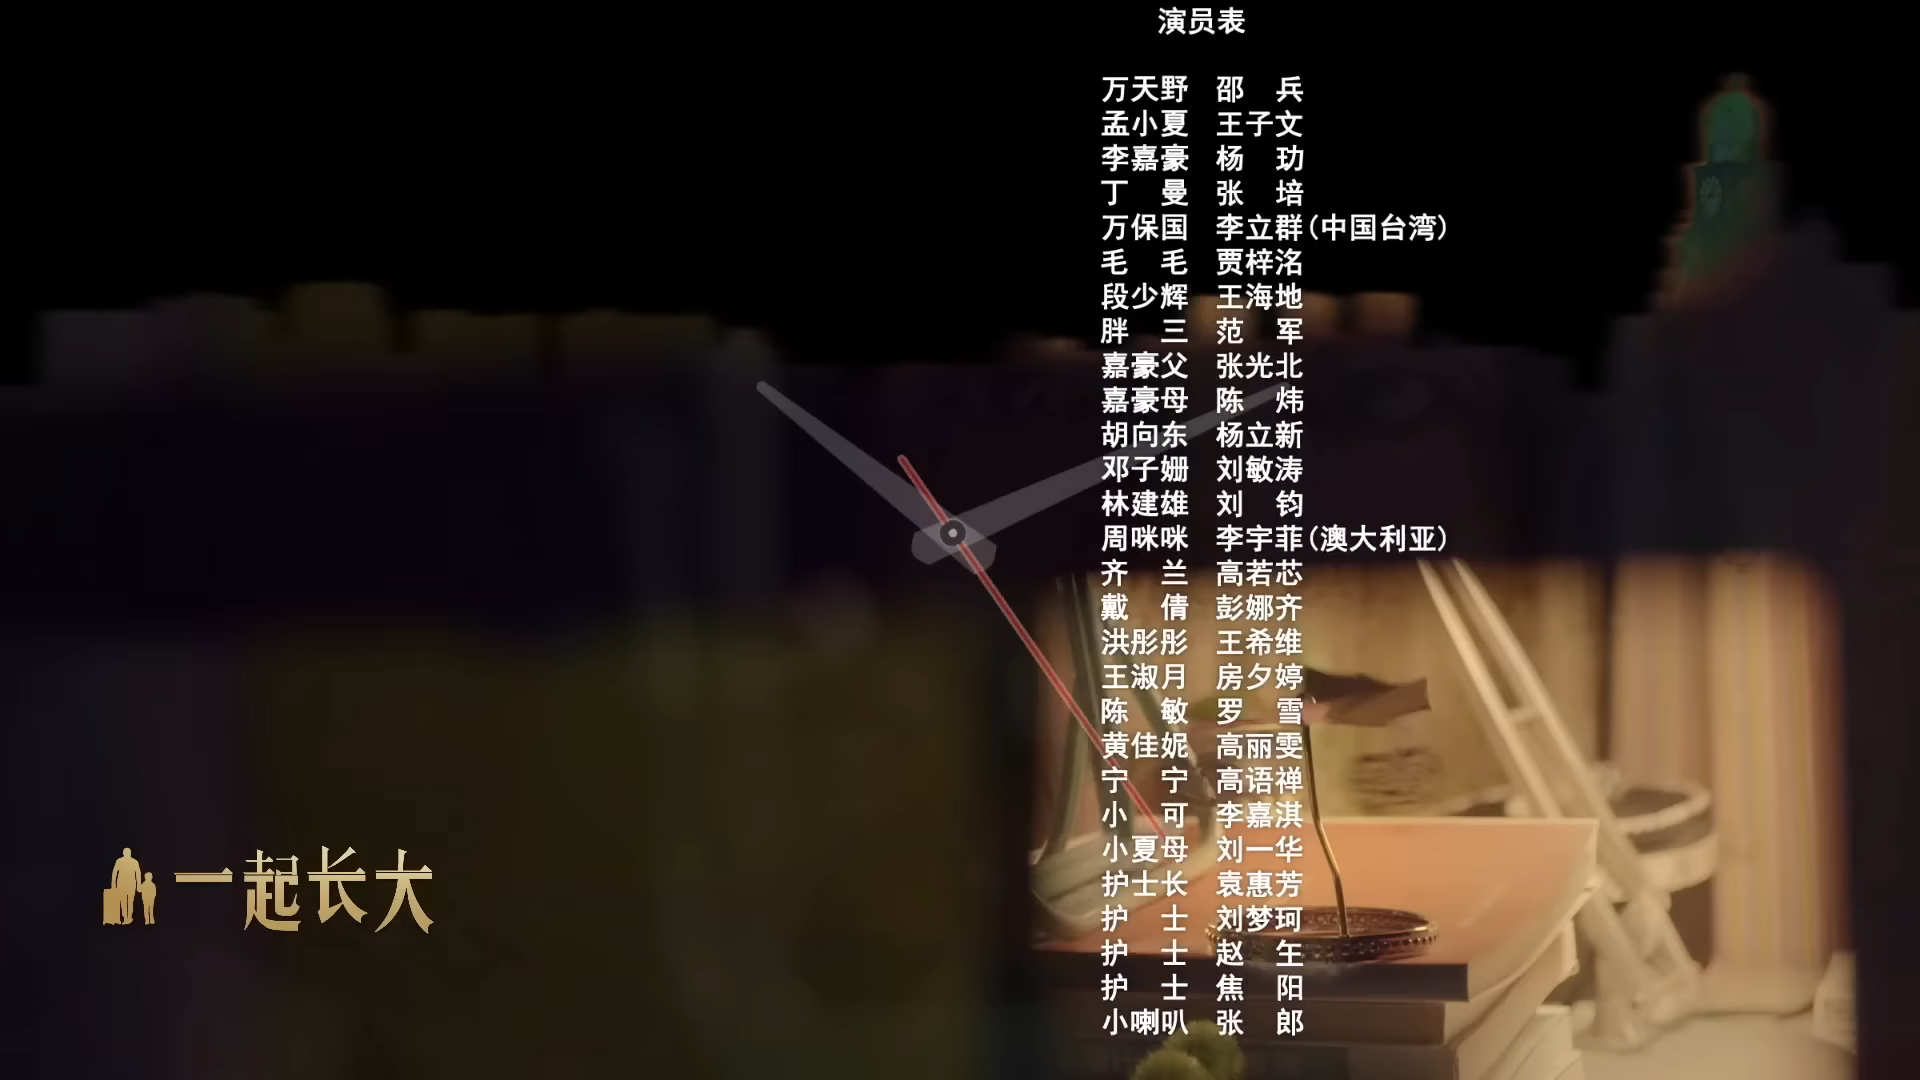 演员表
万天野 邵 兵
孟小夏 王子文
李嘉豪 杨 玏
丁 曼 张 培
万保国 李立群(中国台湾)
毛 毛 贾梓洺
段少辉 王海地
胖 三 范 军
嘉豪父 张光北
嘉豪母 陈 炜
胡向东 杨立新
邓子姗 刘敏涛
林建雄 刘 钧
周咪咪 李宇菲(澳大利亚)
齐 兰 高若芯
戴 倩 彭娜齐
洪彤彤 王希维
王淑月 房夕婷
陈 敏 罗 雪
黄佳妮 高丽雯
宁 宁 高语禅
小 可 李嘉淇
小夏母 刘一华
护士长 袁惠芳
护 士 刘梦珂
护 士 赵
护 士 焦 阳
小喇叭 张 郎
一起长大